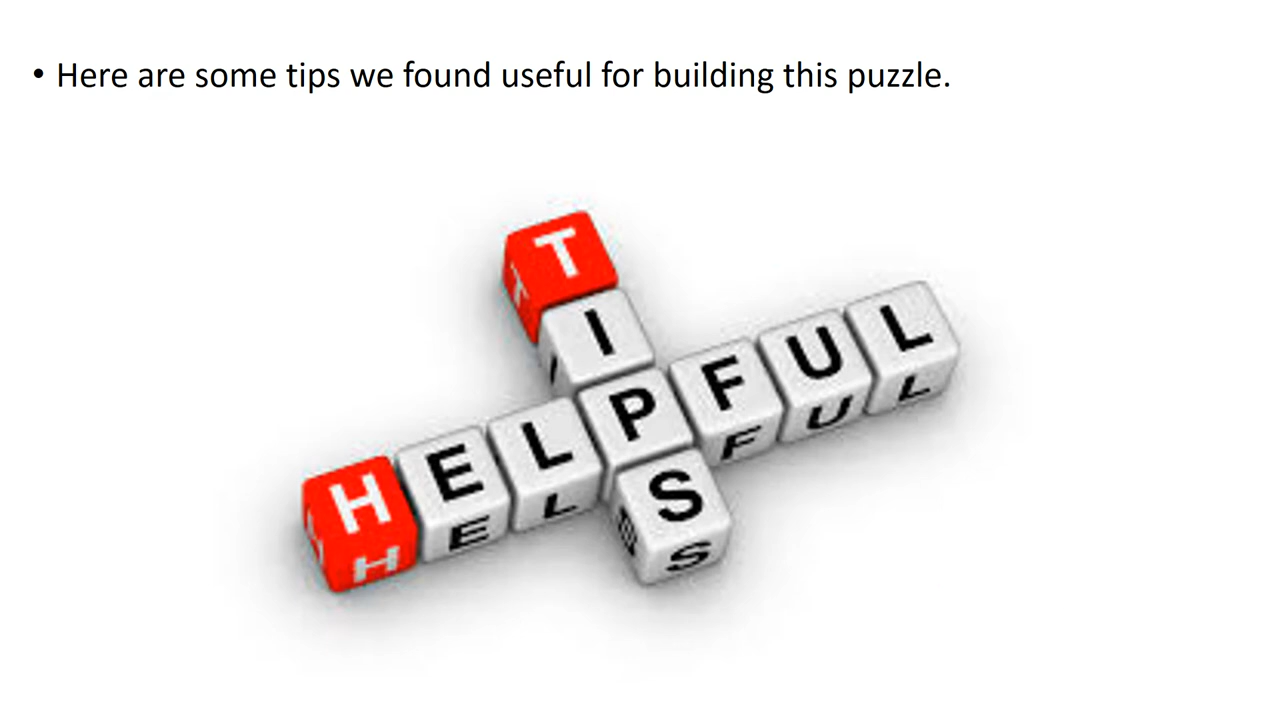 • Here are some tips we found useful for building this puzzle.
TIPS
HELPFUL